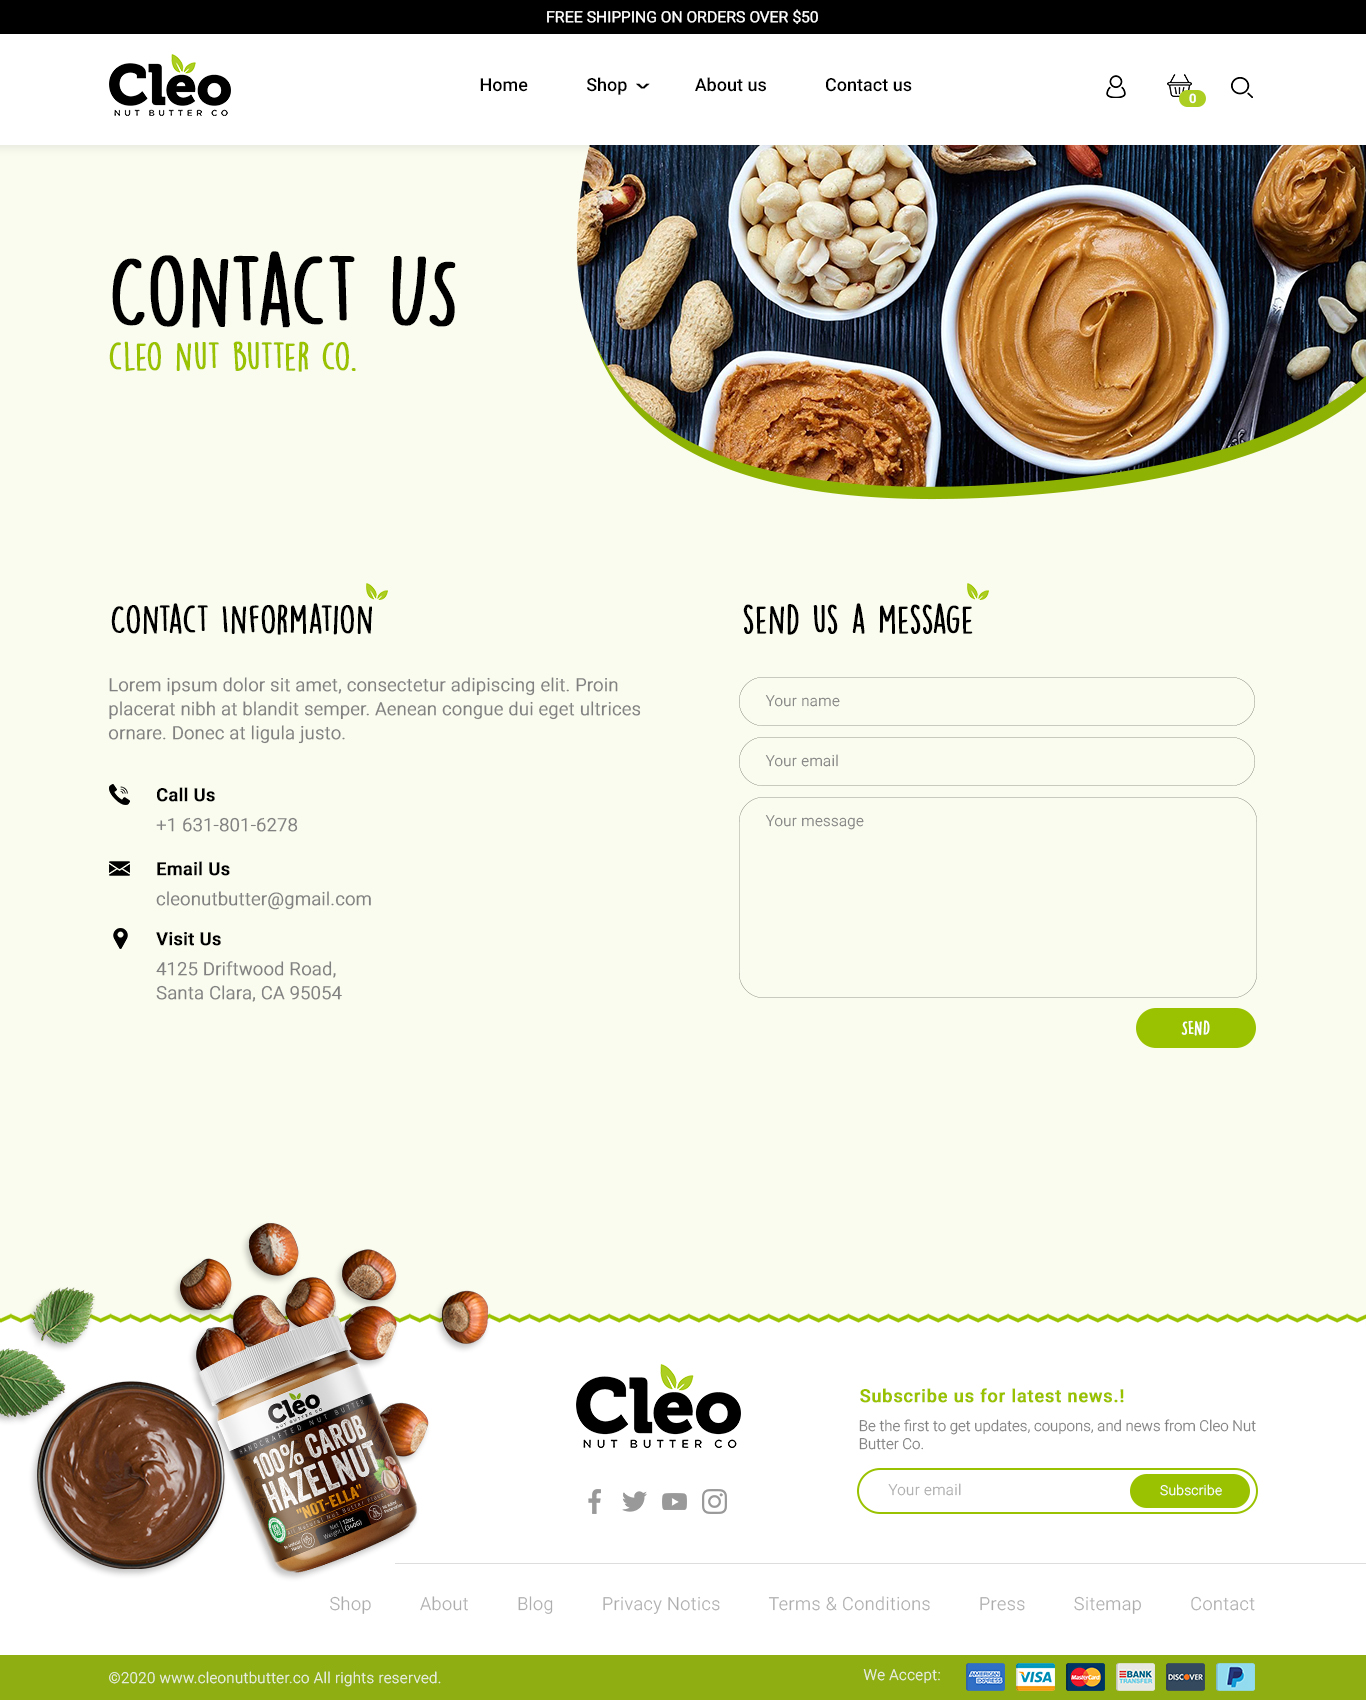 FREE SHIPPING ON ORDERS OVER $50
Cleo
NUT BUTTER CO
Home
Shop
About us
Contact us
0
CONTACT US
CLEO NUT BUTTER CO.
CONTACT INFORMATION
Lorem ipsum dolor sit amet, consectetur adipiscing elit. Proin
placerat nibh at blandit semper. Aenean congue dui eget ultrices
ornare. Donec at ligula justo.
Call Us
+1 631-801-6278
Email Us
cleonutbutter@gmail.com
Visit Us
4125 Driftwood Road,
Santa Clara, CA 95054
SEND US A MESSAGE
Your name
Your email
Your message
SEND
Cleo
NUT BUTTER CO
HANDCRAFTED NUT BUTTER
100% CAROB
HAZELNUT
"NOT-ELLA"
Net 12oz
Weight (340G)
Cleo
NUT BUTTER CO
Subscribe us for latest news.!
Be the first to get updates, coupons, and news from Cleo Nut
Butter Co.
Your email
Subscribe
Shop
About
Blog
Privacy Notics
Terms & Conditions
Press
Sitemap
Contact
©2020 www.cleonutbutter.co All rights reserved.
We Accept:
AMERICAN EXPRESS
VISA
MasterCard
BANK TRANSFER
DISCOVER